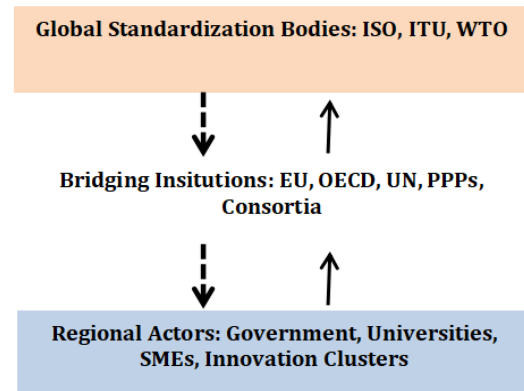 Global Standardization Bodies: ISO, ITU, WTO
Bridging Insitutions: EU, OECD, UN, PPPs,
Consortia
Regional Actors: Government, Universities,
SMEs, Innovation Clusters